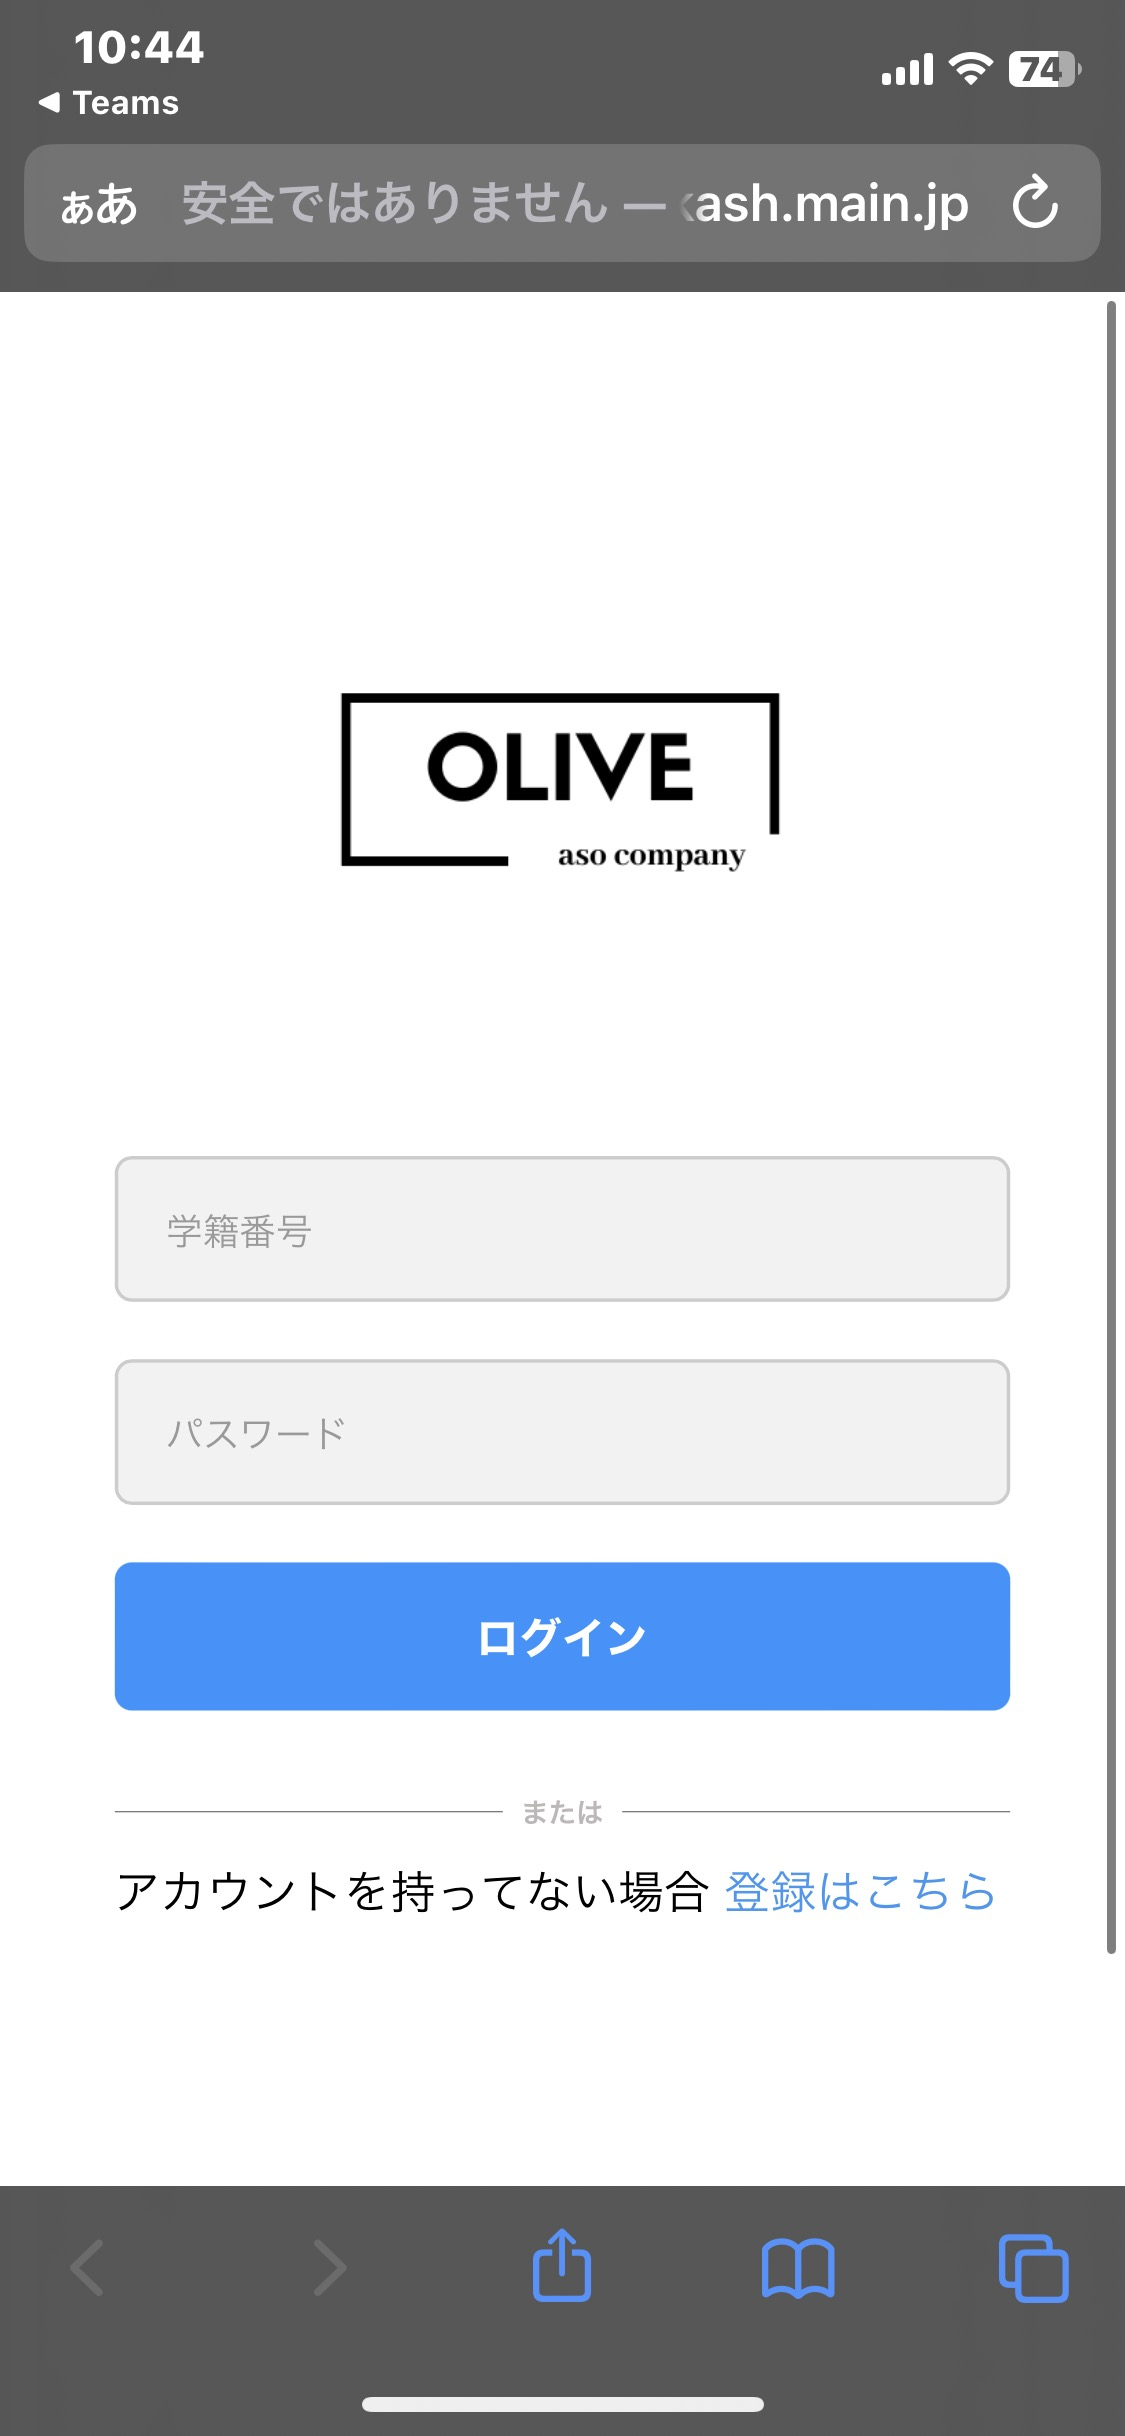 10:44
◀ Teams
74
ぁあ 安全ではありません — ash.main.jp
OLIVE
aso company
学籍番号
パスワード
ログイン
または
アカウントを持ってない場合 登録はこちら